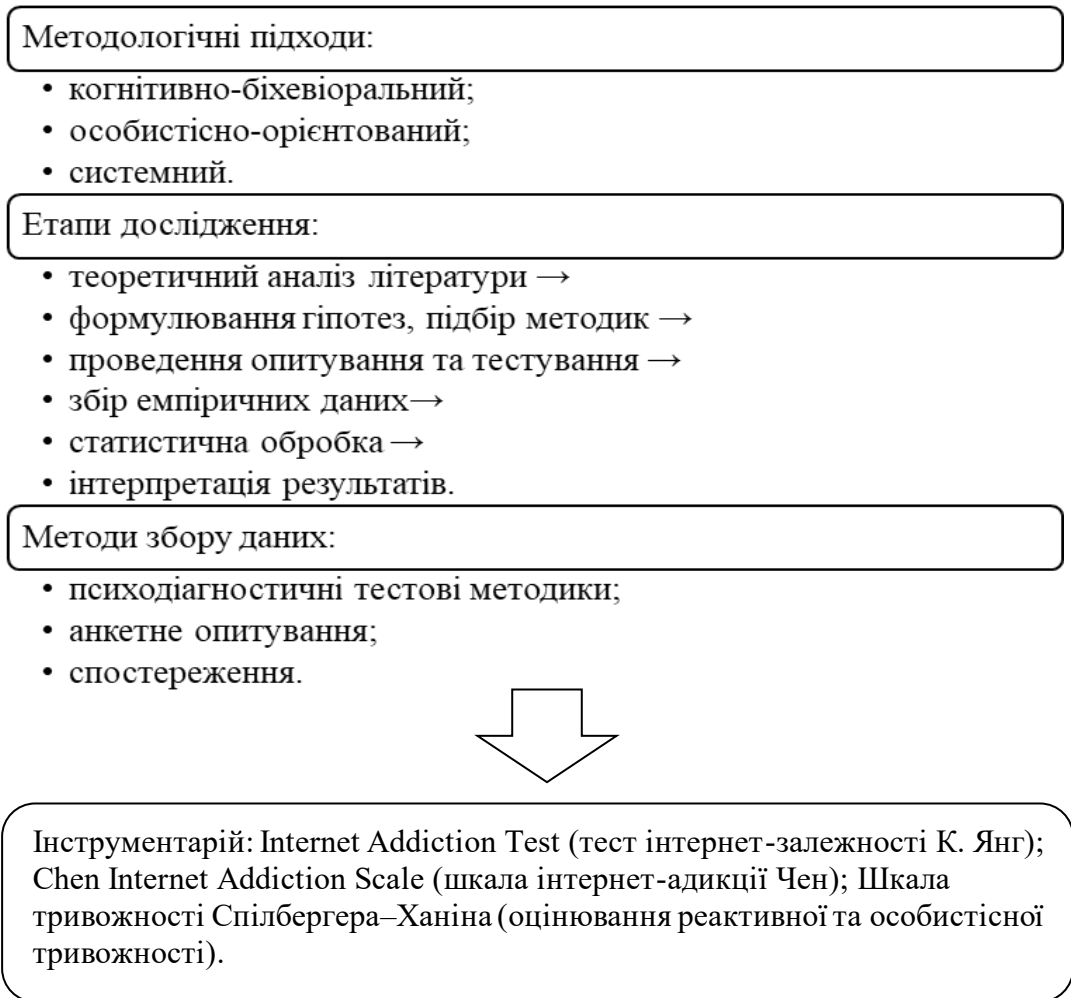 Методологічні підходи:
• когнітивно-біхевіоральний;
• особистісно-орієнтований;
• системний.
Етапи дослідження:
• теоретичний аналіз літератури →
• формулювання гіпотез, підбір методик →
• проведення опитування та тестування →
• збір емпіричних даних→
• статистична обробка →
• інтерпретація результатів.
Методи збору даних:
• психодіагностичні тестові методики;
• анкетне опитування;
• спостереження.
Інструментарій: Internet Addiction Test (тест інтернет-залежності К. Янг);
Chen Internet Addiction Scale (шкала інтернет-адикції Чен); Шкала
тривожності Спілбергера–Ханіна (оцінювання реактивної та особистісної
тривожності).